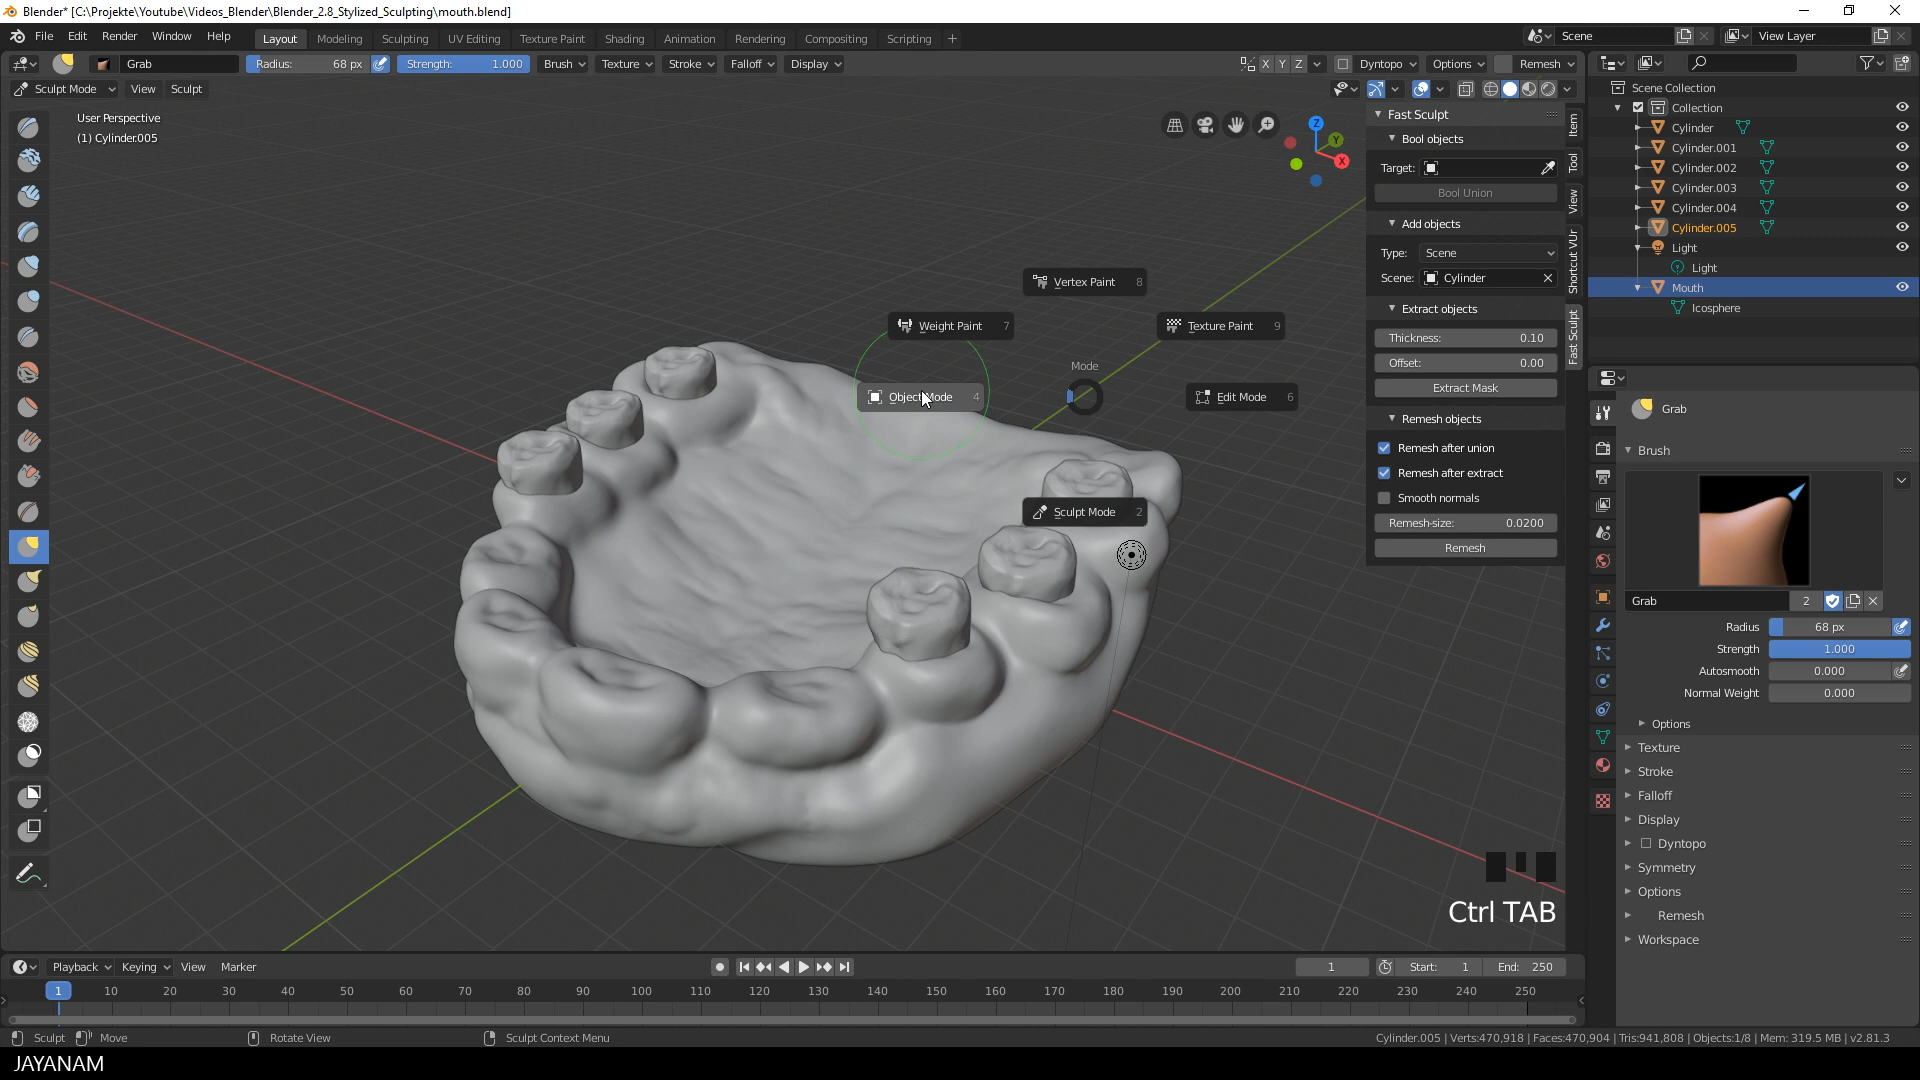 Blender* [C:\Projekte\Youtube\Videos_Blender\Blender_2.8_Stylized_Sculpting\mouth.blend]
File Edit Render Window Help Layout Modeling Sculpting UV Editing Texture Paint Shading Animation Rendering Compositing Scripting + Scene View Layer
Grab Radius: 68 px Strength: 1.000 Brush Texture Stroke Falloff Display X Y Z Dyntopo Options Remesh
Sculpt Mode View Sculpt
User Perspective
(1) Cylinder.005
Z
Y
X
Vertex Paint 8
Weight Paint 7
Texture Paint 9
Mode
Object Mode 4
Edit Mode 6
Sculpt Mode 2
Fast Sculpt
Bool objects
Target:
Bool Union
Add objects
Type: Scene
Scene: Cylinder
Extract objects
Thickness: 0.10
Offset: 0.00
Extract Mask
Remesh objects
Remesh after union
Remesh after extract
Smooth normals
Remesh-size: 0.0200
Remesh
Item
Tool
View
Shortcut VUr
Fast Sculpt
Scene Collection
Collection
Cylinder
Cylinder.001
Cylinder.002
Cylinder.003
Cylinder.004
Cylinder.005
Light
Light
Mouth
Icosphere
Grab
Brush
Grab 2
Radius 68 px
Strength 1.000
Autosmooth 0.000
Normal Weight 0.000
Options
Texture
Stroke
Falloff
Display
Dyntopo
Symmetry
Options
Remesh
Workspace
Ctrl TAB
Playback Keying View Marker 1 Start: 1 End: 250
1 10 20 30 40 50 60 70 80 90 100 110 120 130 140 150 160 170 180 190 200 210 220 230 240 250
Sculpt Move Rotate View Sculpt Context Menu Cylinder.005 | Verts:470,918 | Faces:470,904 | Tris:941,808 | Objects:1/8 | Mem: 319.5 MB | v2.81.3
JAYANAM